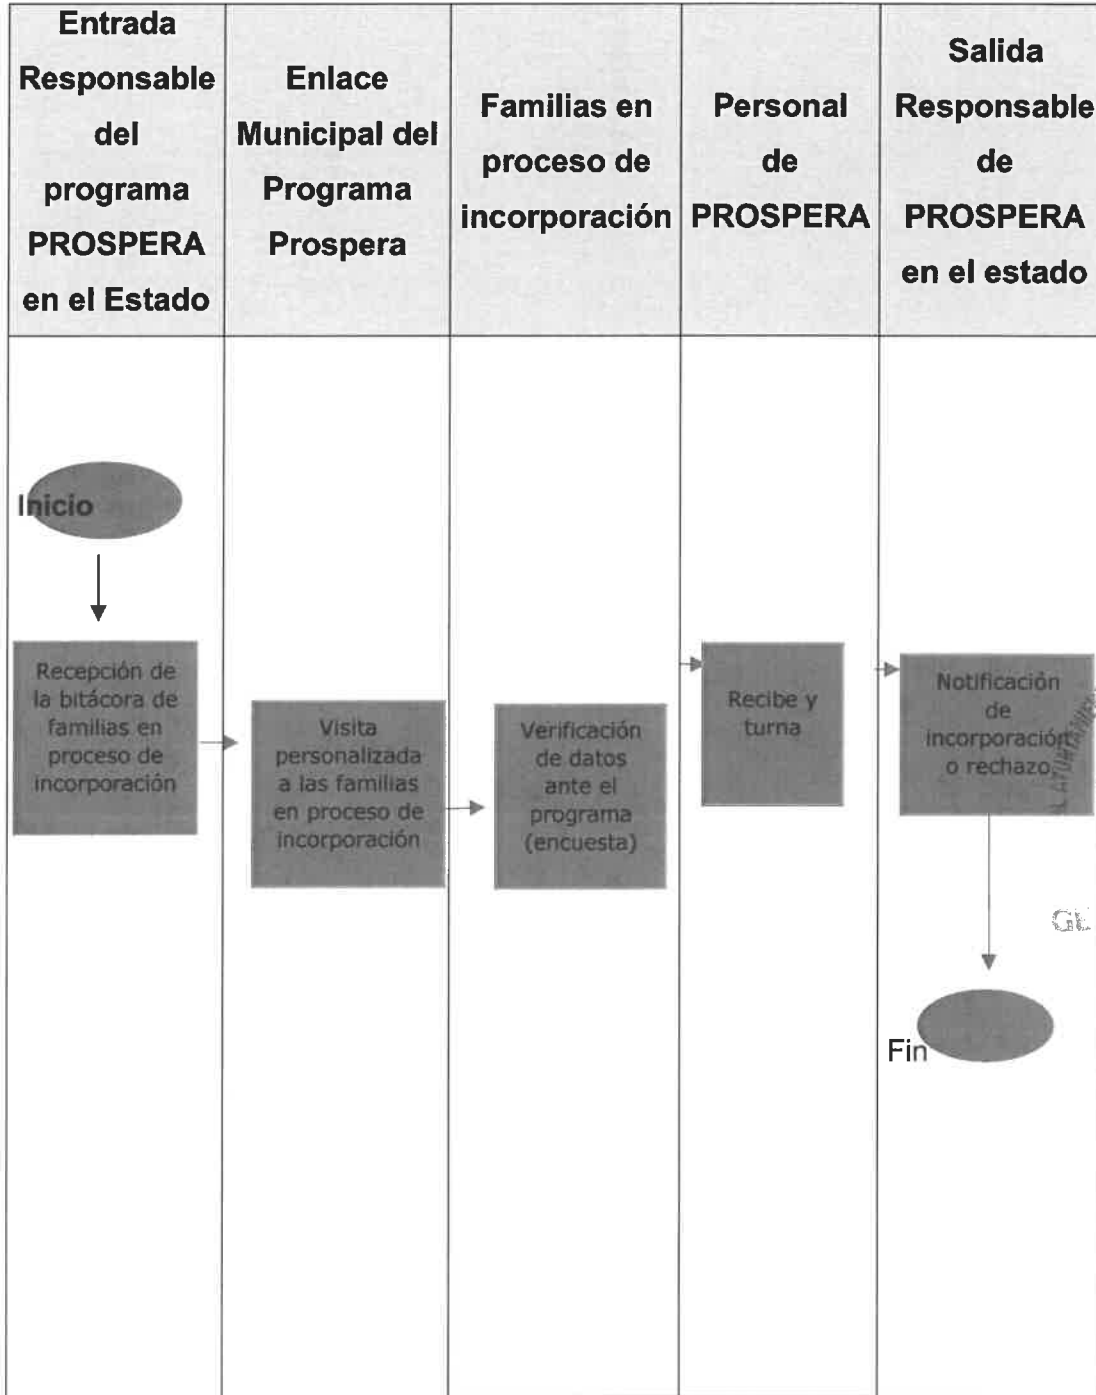 Entrada
Responsable
del
programa
PROSPERA
en el Estado
Enlace
Municipal del
Programa
Prospera
Familias en
proceso de
incorporación
Personal
de
PROSPERA
Salida
Responsable
de
PROSPERA
en el estado
Inicio
Recepción de
la bitácora de
familias en
proceso de
incorporación
Visita
personalizada
a las familias
en proceso de
incorporación
Verificación
de datos
ante el
programa
(encuesta)
Recibe y
turna
Notificación
de
incorporación
o rechazo
Fin